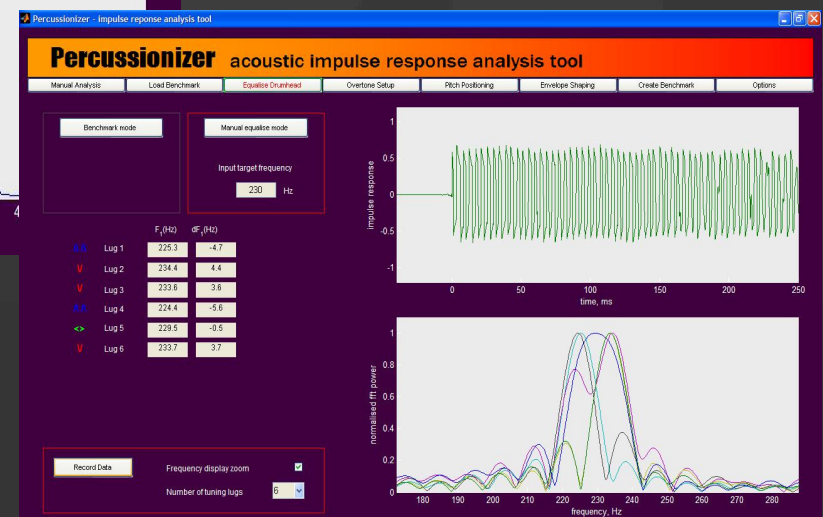 Percussionizer - impulse reponse analysis tool
Percussionizer acoustic impulse response analysis tool
Manual Analysis Load Benchmark Equalise Drumhead Overtone Setup Pitch Positioning Envelope Shaping Create Benchmark Options
Benchmark mode
Manual equalise mode
Input target frequency
230 Hz
F1(Hz) dF1(Hz)
Lug 1 225.3 -4.7
V Lug 2 234.4 4.4
V Lug 3 233.6 3.6
Lug 4 224.4 -5.6
<> Lug 5 229.5 -0.5
V Lug 6 233.7 3.7
Record Data
Frequency display zoom
Number of tuning lugs 6
1
0.5
0
-0.5
-1
impulse response
0 50 100 150 200 250
time, ms
1
0.8
0.6
0.4
0.2
0
normalised fft power
180 190 200 210 220 230 240 250 260 270 280
frequency, Hz
4